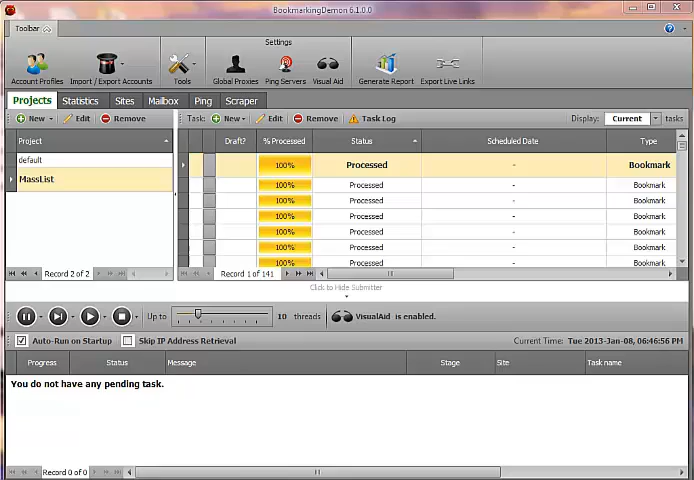 BookmarkingDemon 6.1.0.0
Toolbar
Settings
Account Profiles Import / Export Accounts Tools Global Proxies Ping Servers Visual Aid Generate Report Export Live Links
Projects Statistics Sites Mailbox Ping Scraper
New Edit Remove Task: New Edit Remove Task Log Display: Current tasks
Project Draft? % Processed Status Scheduled Date Type
default 100% Processed - Bookmark
MassList 100% Processed - Bookmark
100% Processed - Bookmark
100% Processed - Bookmark
100% Processed - Bookmark
100% Processed - Bookmark
100% Processed - Bookmark
Record 2 of 2 Record 1 of 141
Click to Hide Submitter
Up to 10 threads VisualAid is enabled.
Auto-Run on Startup Skip IP Address Retrieval Current Time: Tue 2013-Jan-08, 06:46:56 PM
Progress Status Message Stage Site Task name
You do not have any pending task.
Record 0 of 0